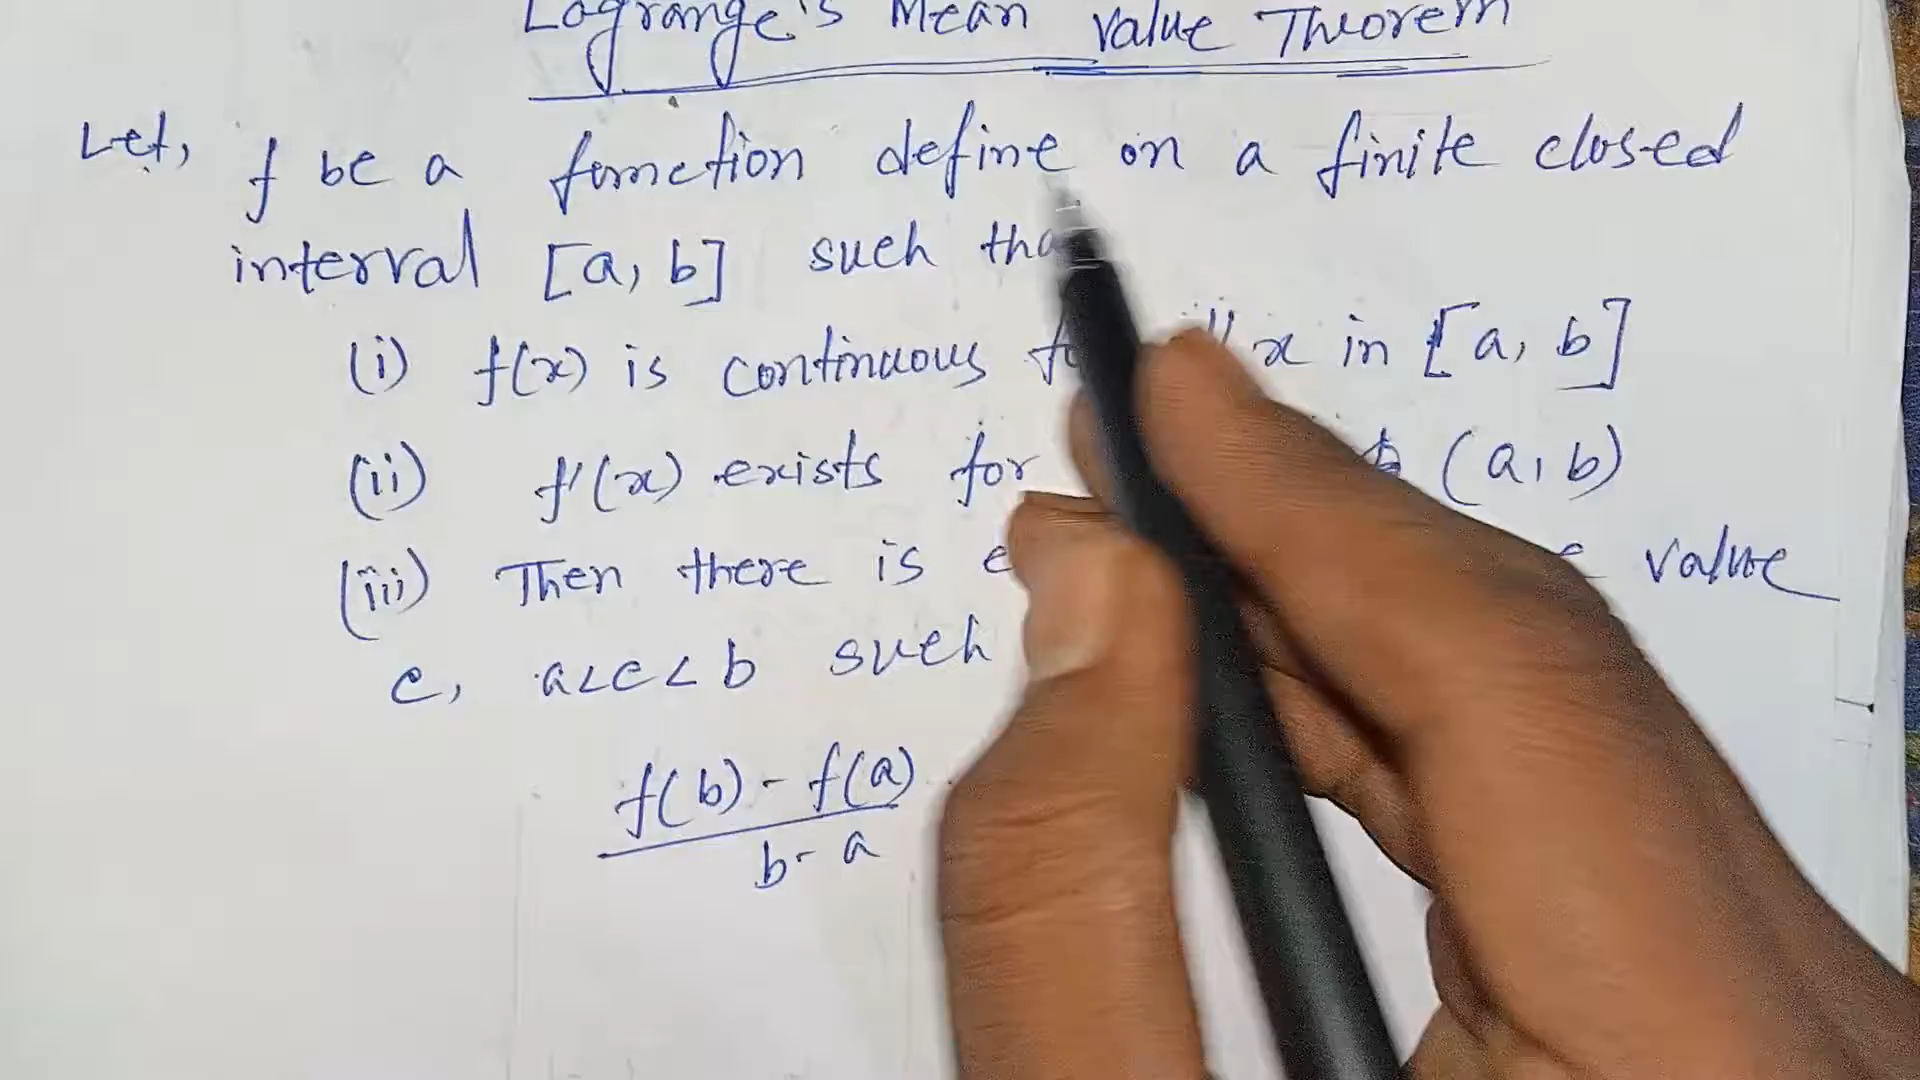 Lagrange's Mean Value Theorem
Let, f be a function define on a finite closed
interval [a, b] such
(i) f(x) is continuous x in [a, b]
(ii) f'(x) exists for (a, b)
(iii) Then there is value
c, a<c<b such
f(b) - f(a)
b - a